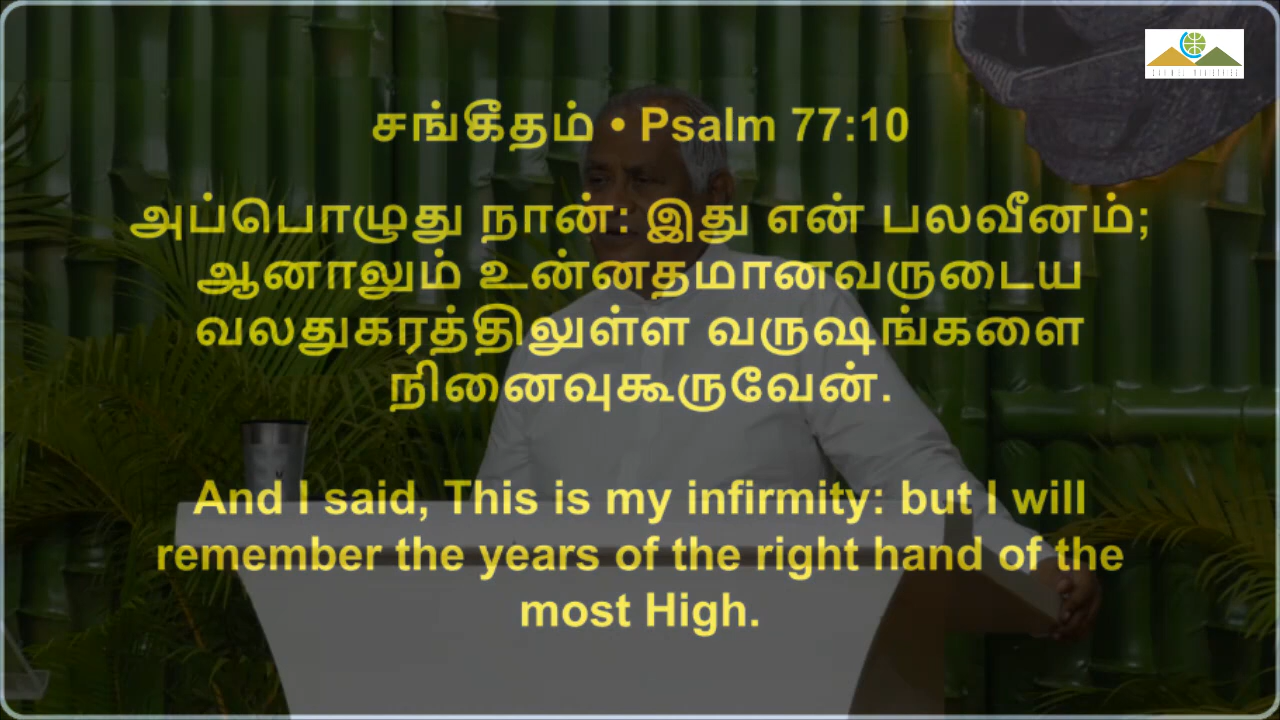 சங்கீதம் • Psalm 77:10
அப்பொழுது நான்: இது என் பலவீனம்;
ஆனாலும் உன்னதமானவருடைய
வலதுகரத்திலுள்ள வருஷங்களை
நினைவுகூருவேன்.
And I said, This is my infirmity: but I will
remember the years of the right hand of the
most High.